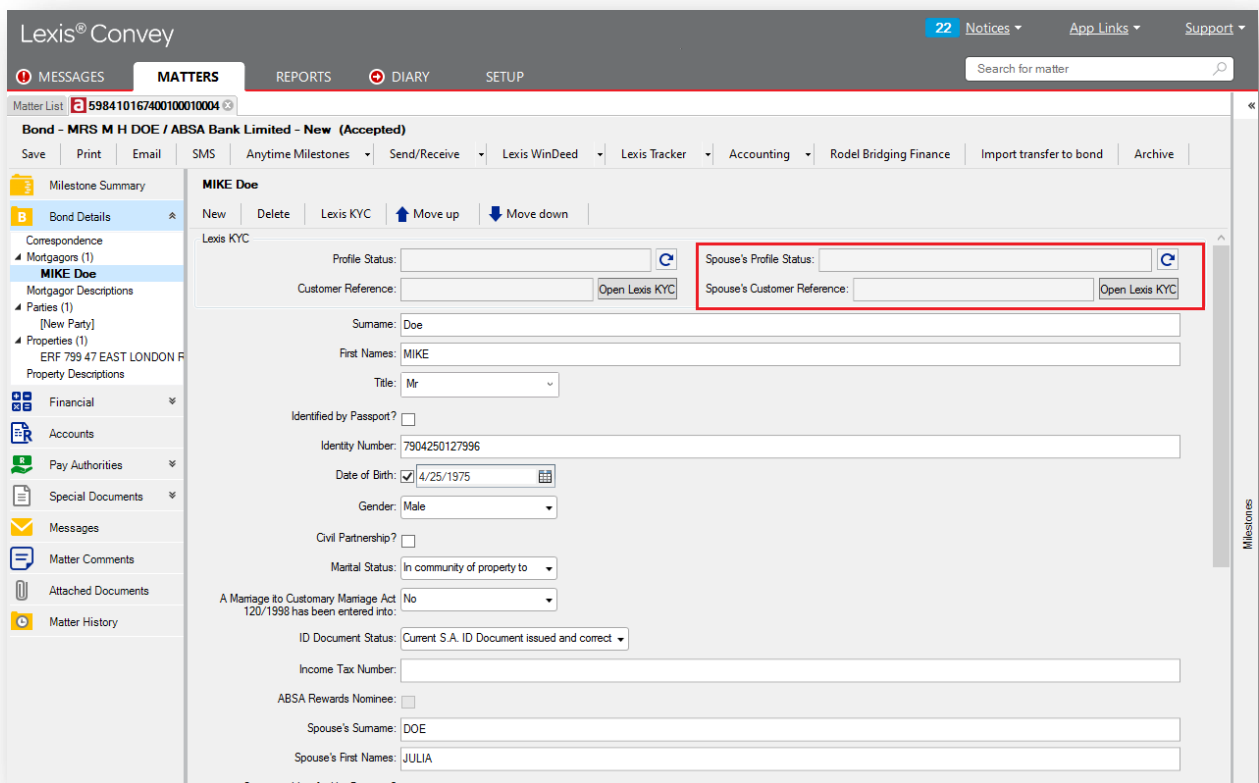 Lexis® Convey
22 Notices App Links Support
MESSAGES MATTERS REPORTS DIARY SETUP
Search for matter
Matter List a 598410167400100010004
Bond - MRS M H DOE / ABSA Bank Limited - New (Accepted)
Save Print Email SMS Anytime Milestones Send/Receive Lexis WinDeed Lexis Tracker Accounting Rodel Bridging Finance Import transfer to bond Archive
Milestone Summary
B Bond Details
Correspondence
Mortgagors (1)
MIKE Doe
Mortgagor Descriptions
Parties (1)
[New Party]
Properties (1)
ERF 799 47 EAST LONDON R
Property Descriptions
Financial
Accounts
Pay Authorities
Special Documents
Messages
Matter Comments
Attached Documents
Matter History
MIKE Doe
New Delete Lexis KYC Move up Move down
Lexis KYC
Profile Status: Spouse's Profile Status:
Customer Reference: Open Lexis KYC Spouse's Customer Reference: Open Lexis KYC
Surname: Doe
First Names: MIKE
Title: Mr
Identified by Passport?
Identity Number: 7904250127996
Date of Birth: 4/25/1975
Gender: Male
Civil Partnership?
Marital Status: In community of property to
A Marriage ito Customary Marriage Act No
120/1998 has been entered into:
ID Document Status: Current S.A. ID Document issued and correct
Income Tax Number:
ABSA Rewards Nominee:
Spouse's Surname: DOE
Spouse's First Names: JULIA
Milestones